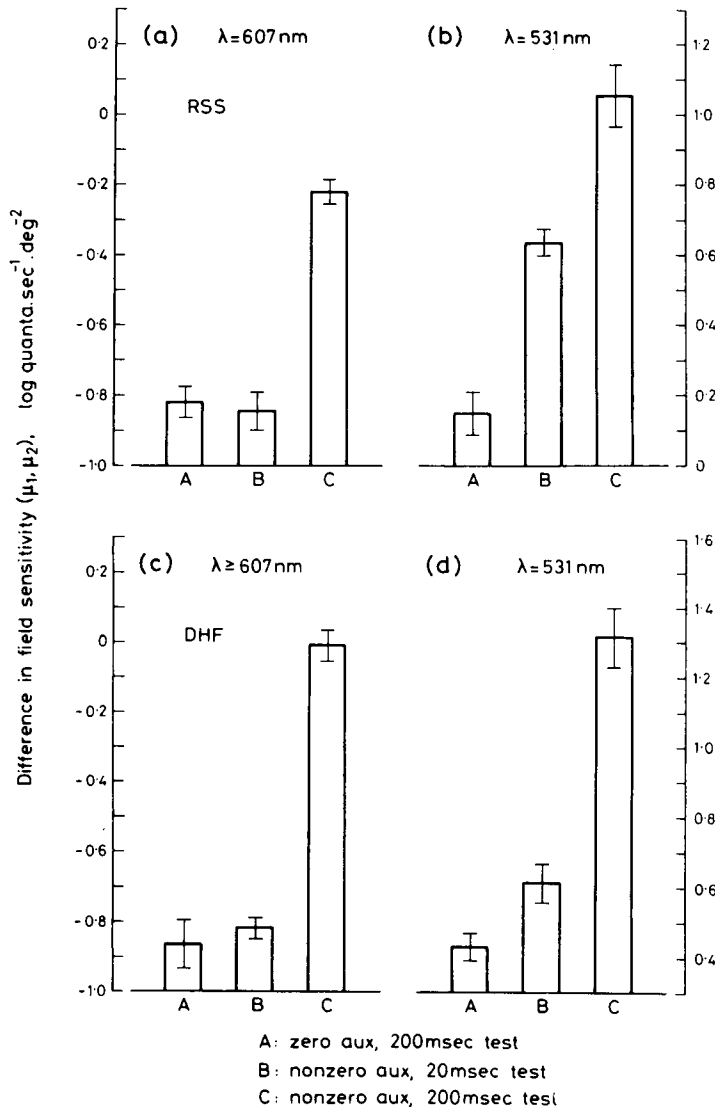 (a) λ=607nm
(b) λ=531nm
RSS
0·2
0
-0·2
-0·4
-0·6
-0·8
-1·0
1·2
1·0
0·8
0·6
0·4
0·2
0
A B C
A B C
(c) λ≥607nm
(d) λ=531nm
DHF
0·2
0
-0·2
-0·4
-0·6
-0·8
-1·0
1·6
1·4
1·2
1·0
0·8
0·6
0·4
A B C
A B C
Difference in field sensitivity (μ₁,μ₂), log quanta.sec⁻¹.deg⁻²
A: zero aux, 200msec test
B: nonzero aux, 20msec test
C: nonzero aux, 200msec test